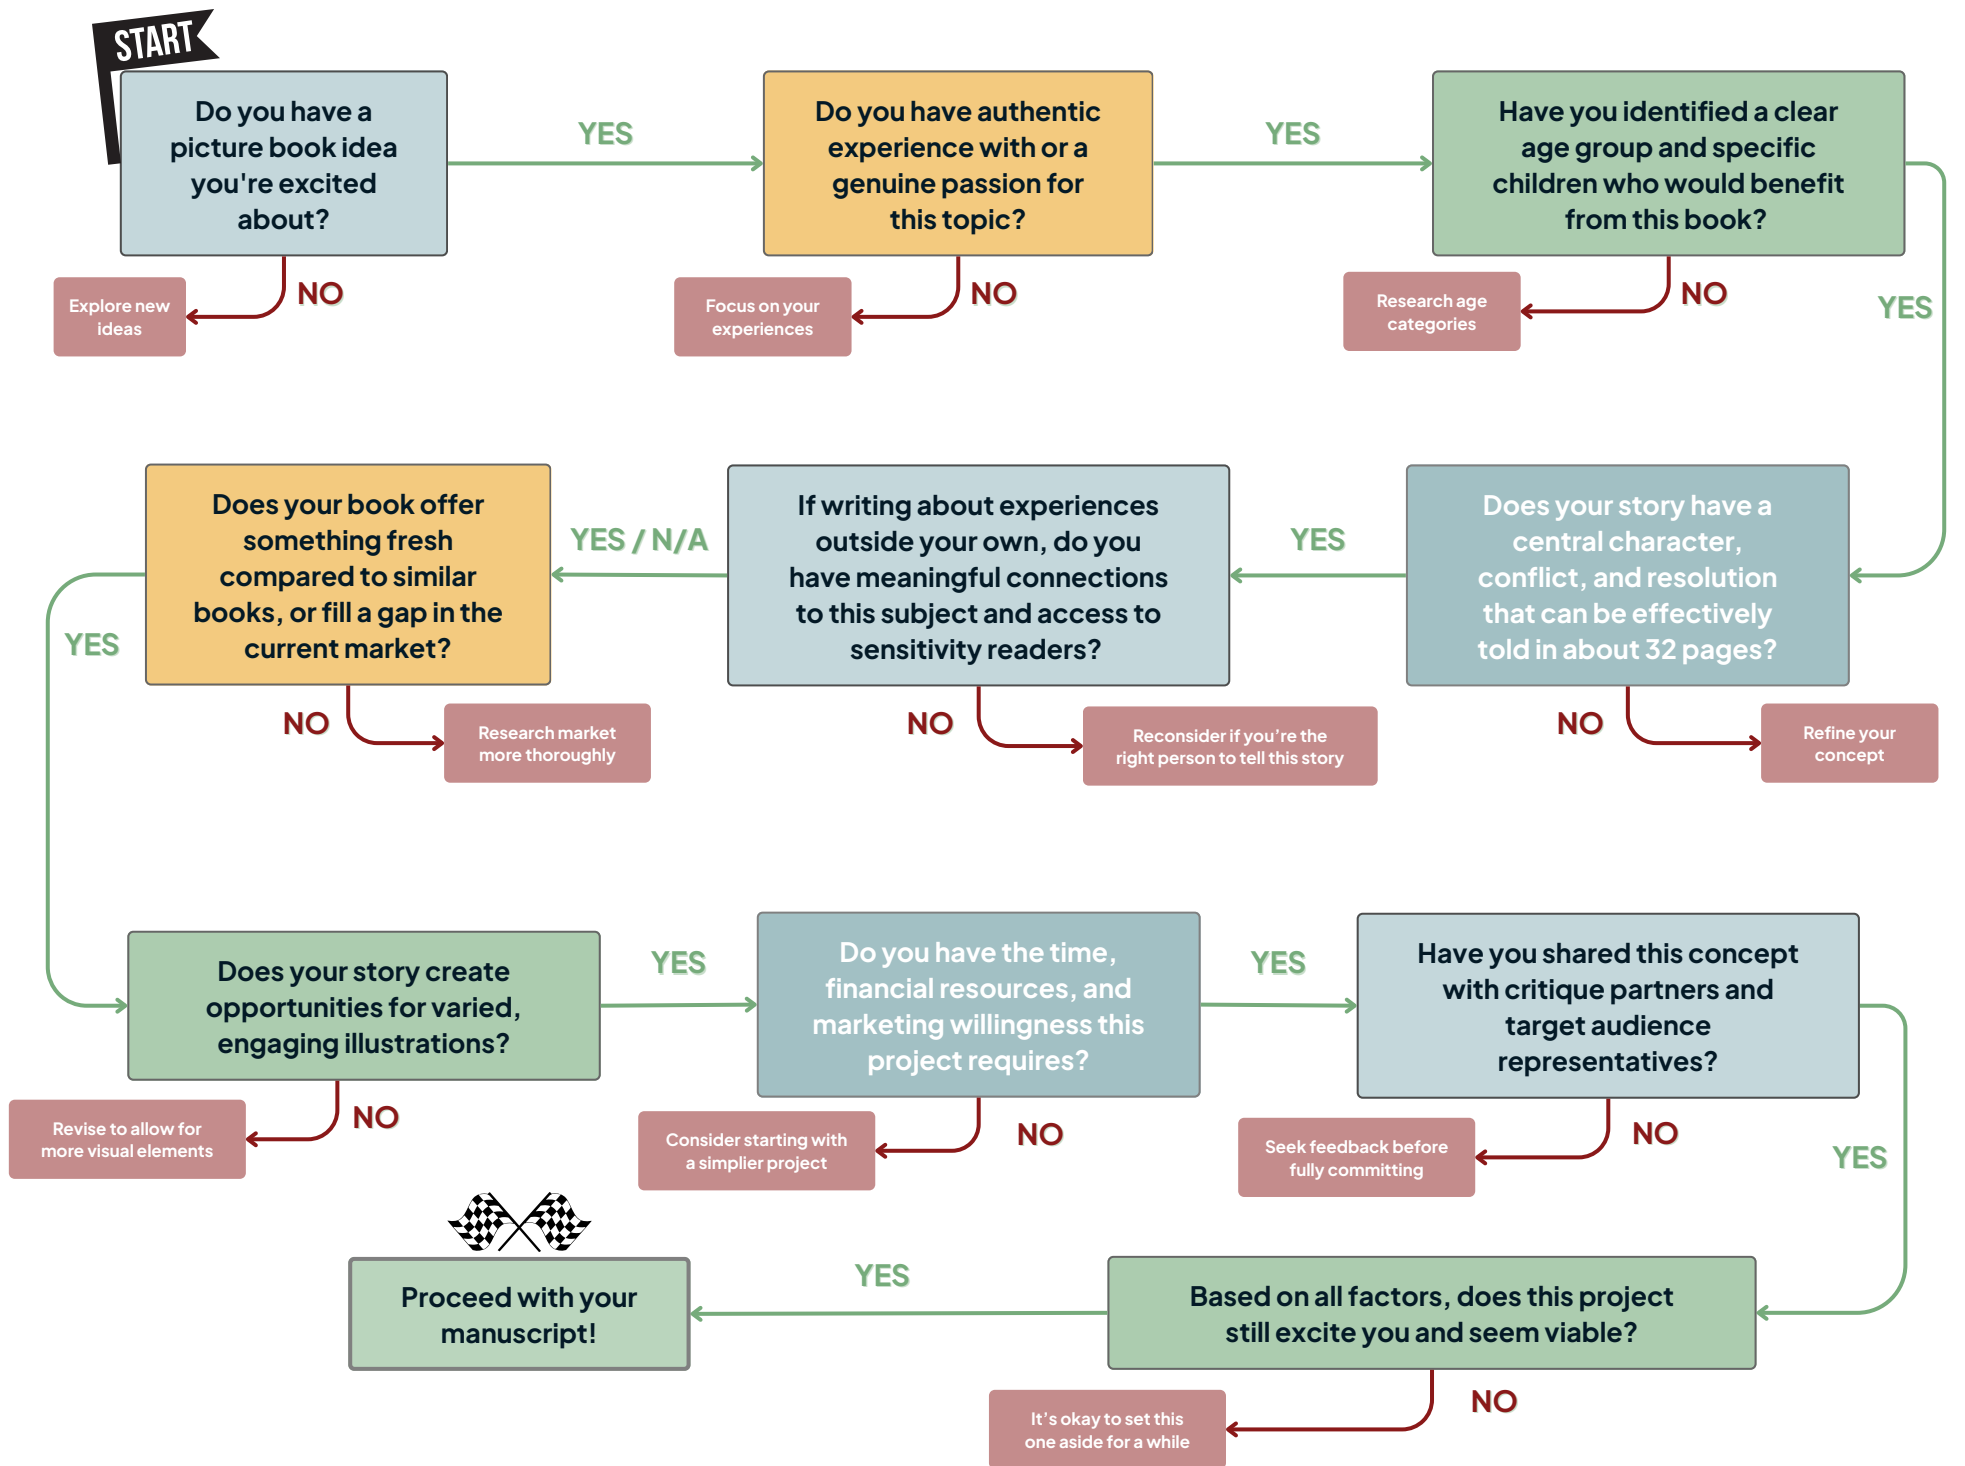 START
Do you have a
picture book idea
you're excited
about?
YES
Do you have authentic
experience with or a
genuine passion for
this topic?
YES
Have you identified a clear
age group and specific
children who would benefit
from this book?
NO
Explore new
ideas
NO
Focus on your
experiences
NO
Research age
categories
YES
Does your story have a
central character,
conflict, and resolution
that can be effectively
told in about 32 pages?
NO
Refine your
concept
YES
If writing about experiences
outside your own, do you
have meaningful connections
to this subject and access to
sensitivity readers?
NO
Reconsider if you're the
right person to tell this story
YES / N/A
Does your book offer
something fresh
compared to similar
books, or fill a gap in the
current market?
NO
Research market
more thoroughly
YES
Does your story create
opportunities for varied,
engaging illustrations?
NO
Revise to allow for
more visual elements
YES
Do you have the time,
financial resources, and
marketing willingness this
project requires?
NO
Consider starting with
a simplier project
YES
Have you shared this concept
with critique partners and
target audience
representatives?
NO
Seek feedback before
fully committing
YES
Based on all factors, does this project
still excite you and seem viable?
NO
It's okay to set this
one aside for a while
YES
Proceed with your
manuscript!